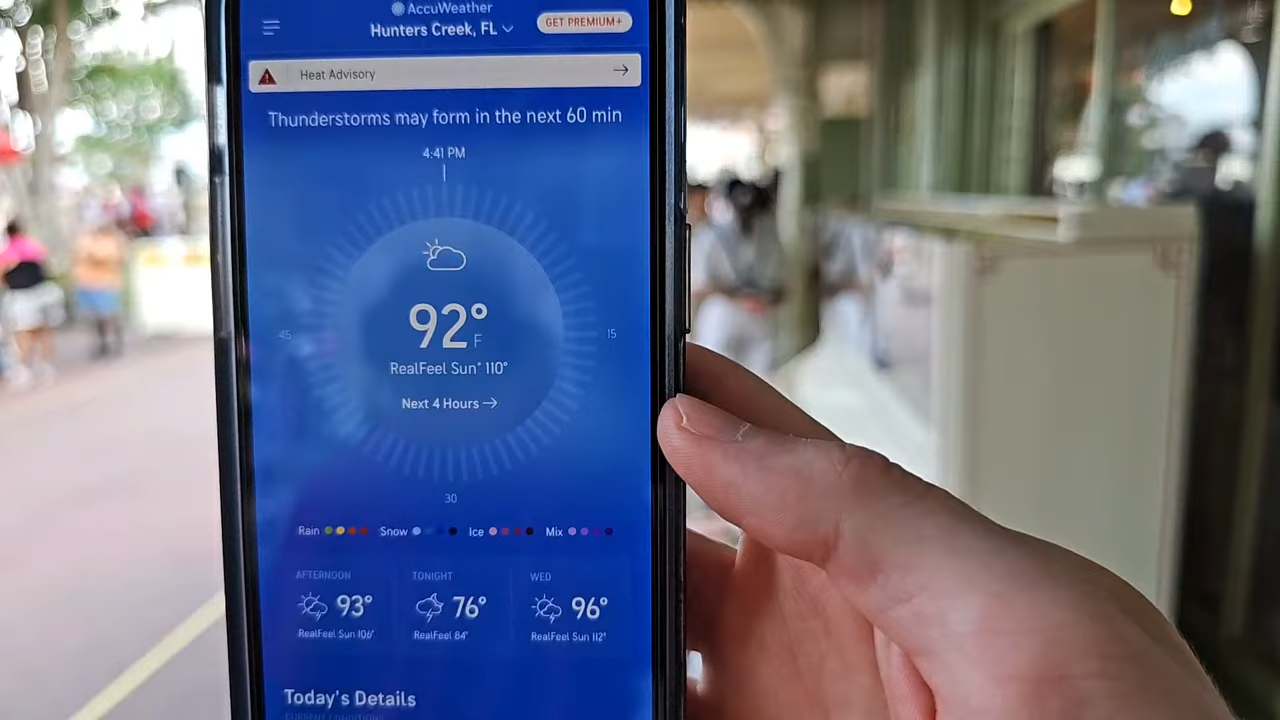 AccuWeather
Hunters Creek, FL
GET PREMIUM+
Heat Advisory
Thunderstorms may form in the next 60 min
4:41 PM
92°F
45
15
RealFeel Sun° 110°
Next 4 Hours
30
Rain Snow Ice Mix
AFTERNOON TONIGHT WED
93° 76° 96°
RealFeel Sun 106° RealFeel 84° RealFeel Sun 112°
Today's Details
CURRENT CONDITIONS